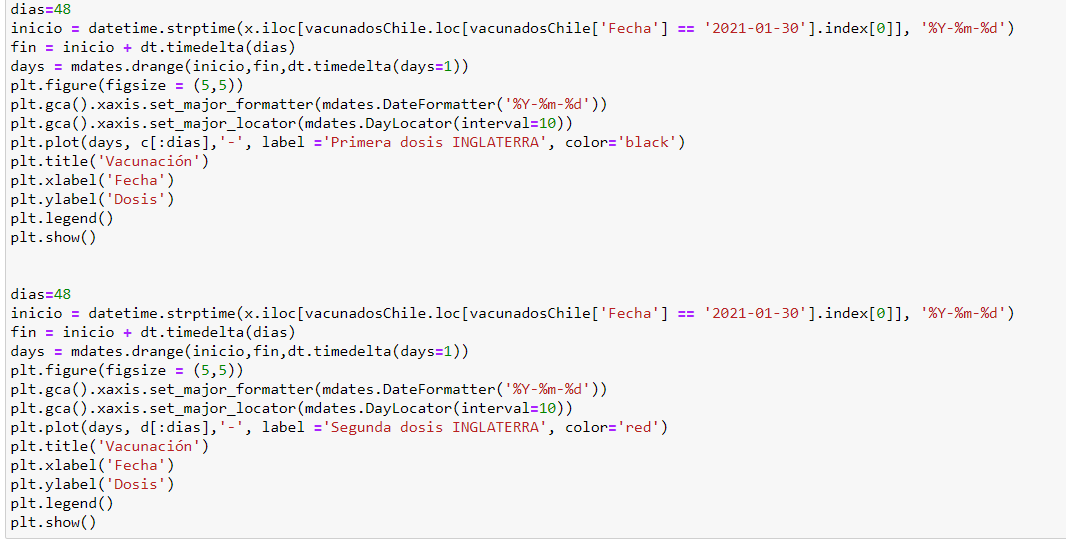 dias=48
inicio = datetime.strptime(x.iloc[vacunadosChile.loc[vacunadosChile['Fecha'] == '2021-01-30'].index[0]], '%Y-%m-%d')
fin = inicio + dt.timedelta(dias)
days = mdates.drange(inicio,fin,dt.timedelta(days=1))
plt.figure(figsize = (5,5))
plt.gca().xaxis.set_major_formatter(mdates.DateFormatter('%Y-%m-%d'))
plt.gca().xaxis.set_major_locator(mdates.DayLocator(interval=10))
plt.plot(days, c[:dias],'-', label ='Primera dosis INGLATERRA', color='black')
plt.title('Vacunación')
plt.xlabel('Fecha')
plt.ylabel('Dosis')
plt.legend()
plt.show()
dias=48
inicio = datetime.strptime(x.iloc[vacunadosChile.loc[vacunadosChile['Fecha'] == '2021-01-30'].index[0]], '%Y-%m-%d')
fin = inicio + dt.timedelta(dias)
days = mdates.drange(inicio,fin,dt.timedelta(days=1))
plt.figure(figsize = (5,5))
plt.gca().xaxis.set_major_formatter(mdates.DateFormatter('%Y-%m-%d'))
plt.gca().xaxis.set_major_locator(mdates.DayLocator(interval=10))
plt.plot(days, d[:dias],'-', label ='Segunda dosis INGLATERRA', color='red')
plt.title('Vacunación')
plt.xlabel('Fecha')
plt.ylabel('Dosis')
plt.legend()
plt.show()